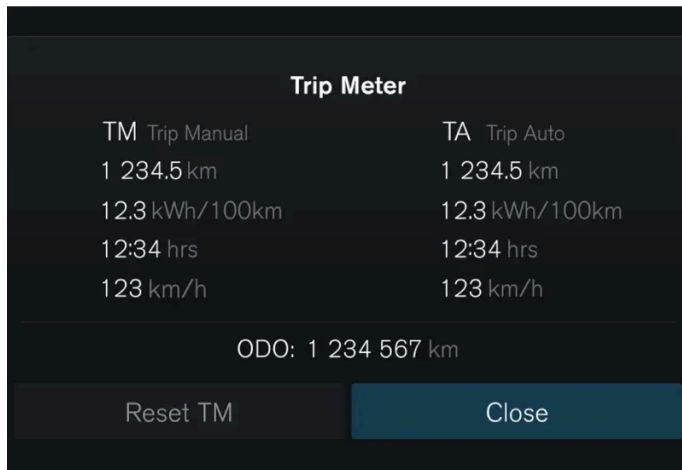 Trip Meter
TM Trip Manual
1 234.5 km
12.3 kWh/100km
12:34 hrs
123 km/h
TA Trip Auto
1 234.5 km
12.3 kWh/100km
12:34 hrs
123 km/h
ODO: 1 234 567 km
Reset TM
Close